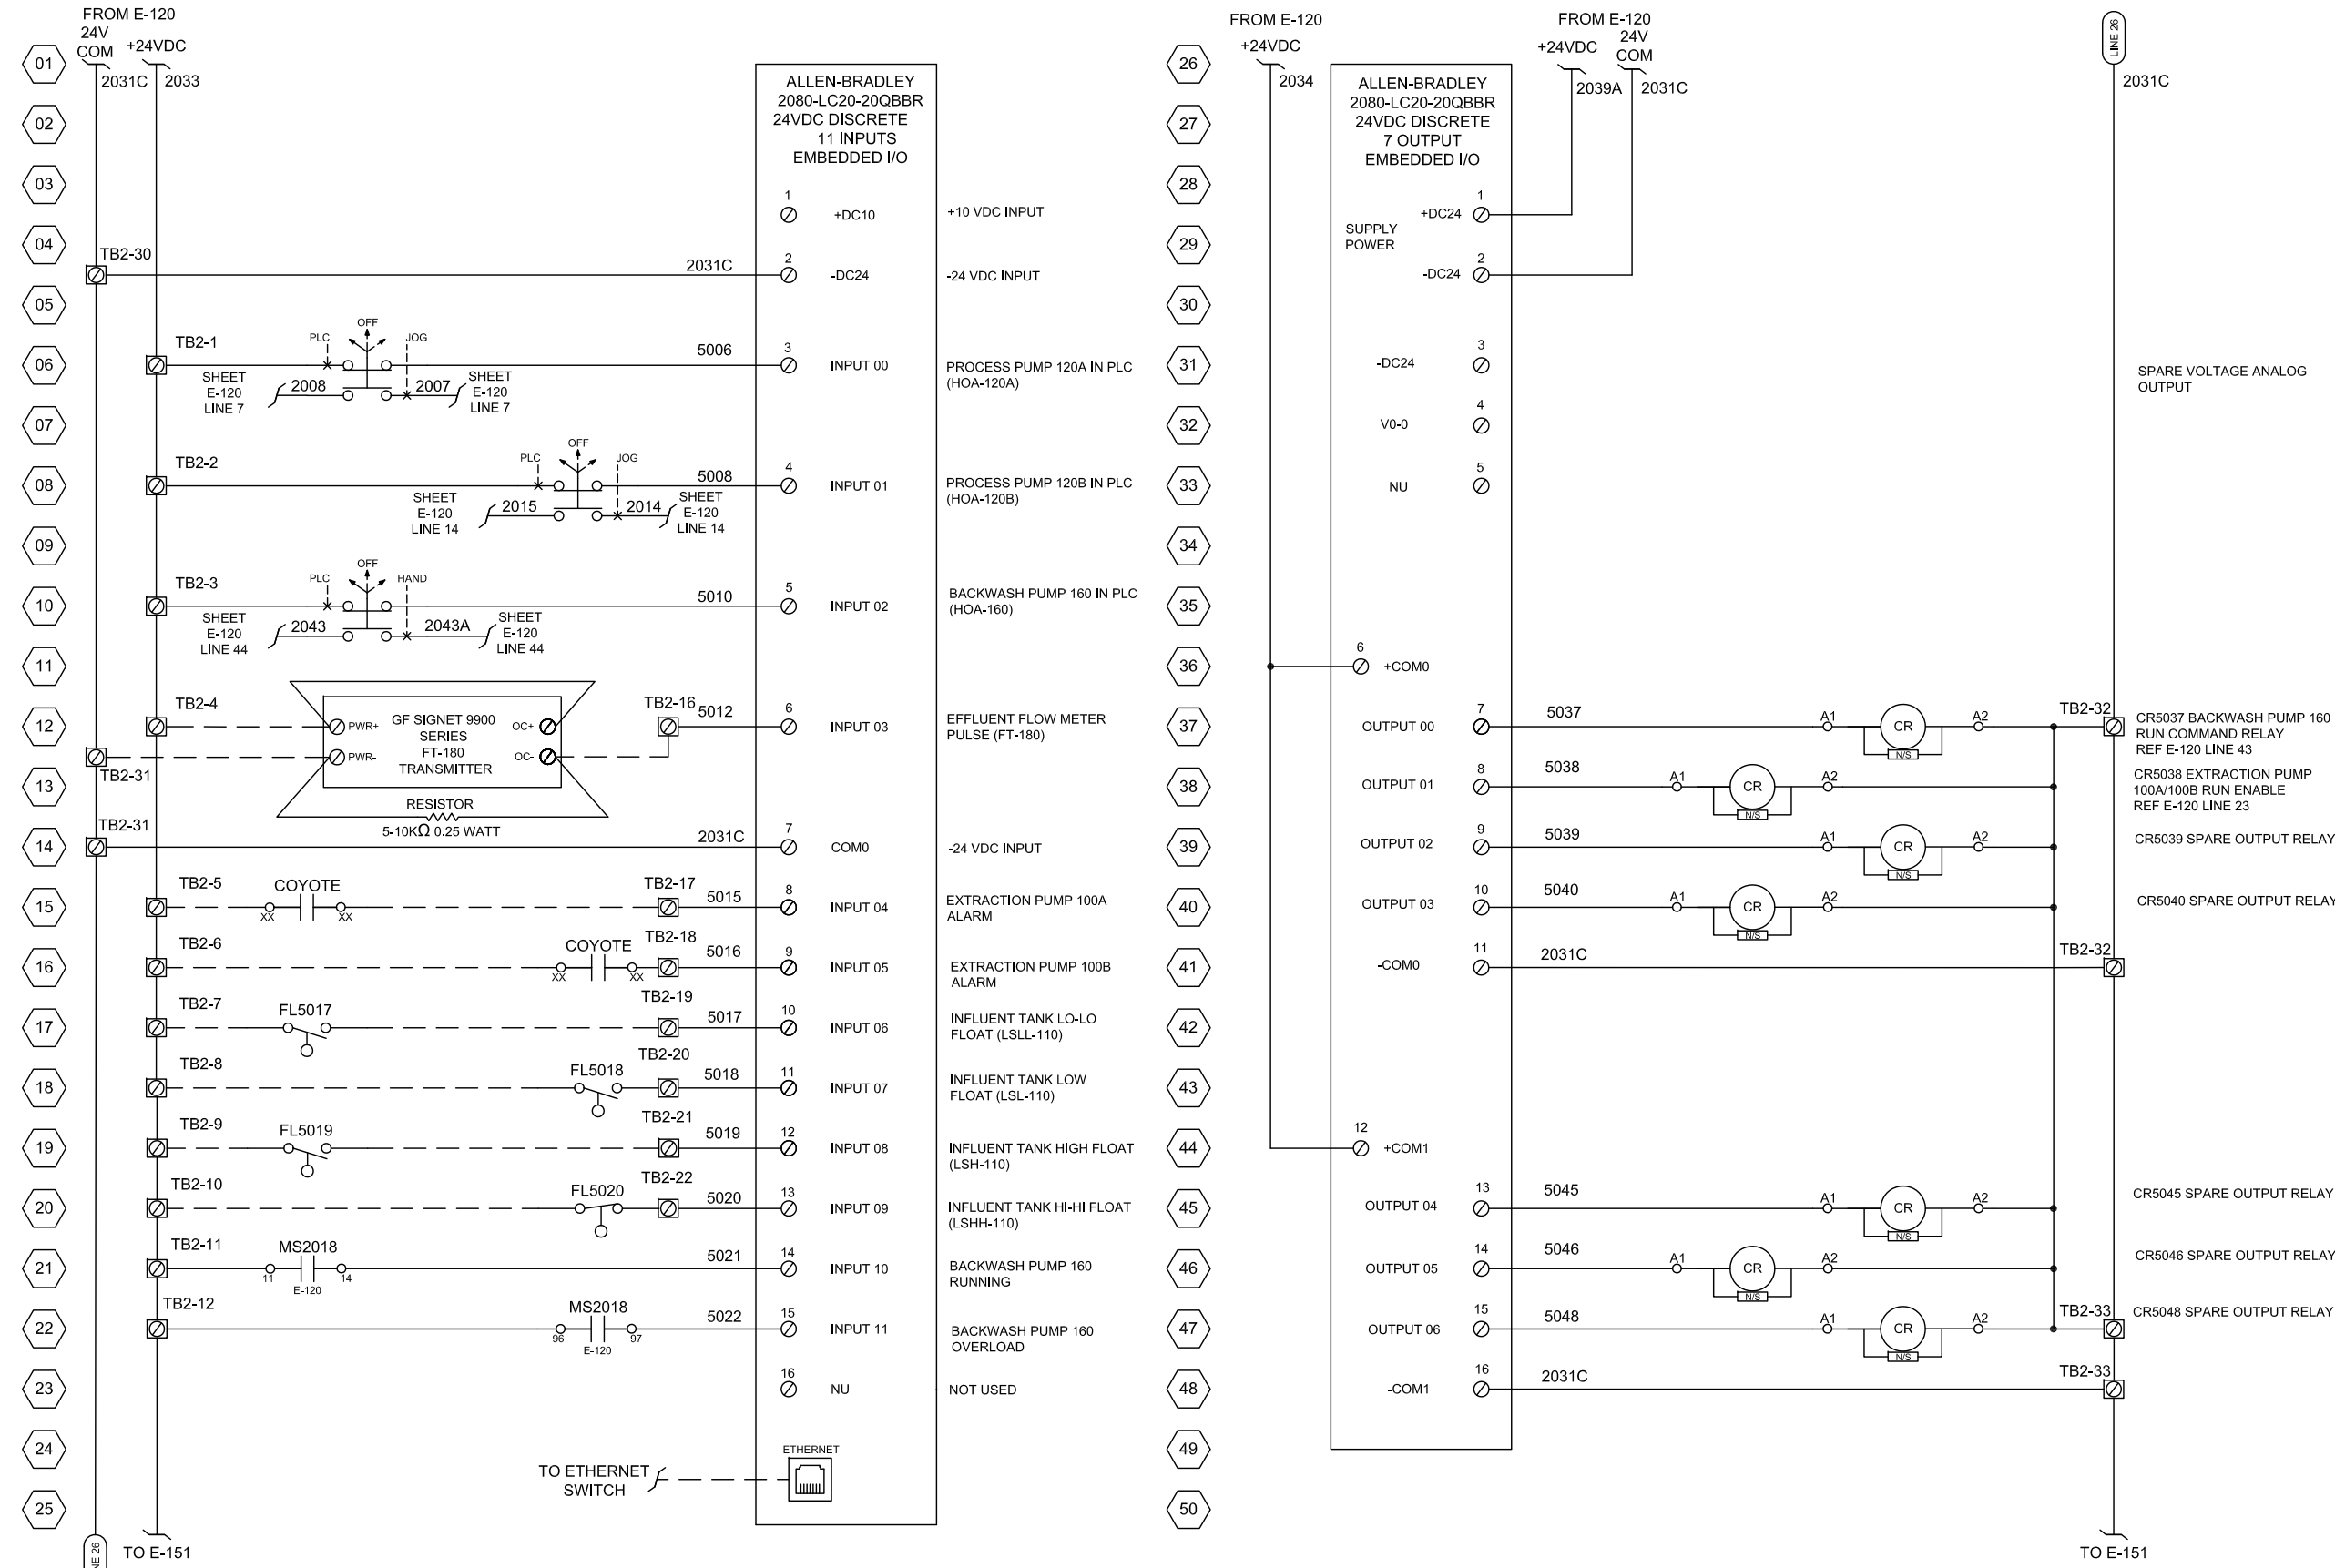 FROM E-120
24V
COM
+24VDC
2031C
2033
01
02
03
04
05
06
07
08
09
10
11
12
13
14
15
16
17
18
19
20
21
22
23
24
25
ALLEN-BRADLEY
2080-LC20-20QBBR
24VDC DISCRETE
11 INPUTS
EMBEDDED I/O
1
+DC10
+10 VDC INPUT
TB2-30
2031C
2
-DC24
-24 VDC INPUT
TB2-1
PLC
OFF
JOG
5006
3
INPUT 00
PROCESS PUMP 120A IN PLC
(HOA-120A)
SHEET
E-120
LINE 7
2008
2007
SHEET
E-120
LINE 7
TB2-2
PLC
OFF
JOG
5008
4
INPUT 01
PROCESS PUMP 120B IN PLC
(HOA-120B)
SHEET
E-120
LINE 14
2015
2014
SHEET
E-120
LINE 14
TB2-3
PLC
OFF
HAND
5010
5
INPUT 02
BACKWASH PUMP 160 IN PLC
(HOA-160)
SHEET
E-120
LINE 44
2043
2043A
SHEET
E-120
LINE 44
TB2-4
PWR+
GF SIGNET 9900
SERIES
FT-180
TRANSMITTER
OC+
PWR-
OC-
TB2-16
5012
6
INPUT 03
EFFLUENT FLOW METER
PULSE (FT-180)
TB2-31
RESISTOR
5-10KΩ 0.25 WATT
TB2-31
2031C
7
COM0
-24 VDC INPUT
TB2-5
COYOTE
XX
XX
TB2-17
5015
8
INPUT 04
EXTRACTION PUMP 100A
ALARM
TB2-6
COYOTE
XX
XX
TB2-18
5016
9
INPUT 05
EXTRACTION PUMP 100B
ALARM
TB2-7
FL5017
TB2-19
5017
10
INPUT 06
INFLUENT TANK LO-LO
FLOAT (LSLL-110)
TB2-8
FL5018
TB2-20
5018
11
INPUT 07
INFLUENT TANK LOW
FLOAT (LSL-110)
TB2-9
FL5019
TB2-21
5019
12
INPUT 08
INFLUENT TANK HIGH FLOAT
(LSH-110)
TB2-10
FL5020
TB2-22
5020
13
INPUT 09
INFLUENT TANK HI-HI FLOAT
(LSHH-110)
TB2-11
MS2018
11
14
E-120
5021
14
INPUT 10
BACKWASH PUMP 160
RUNNING
TB2-12
MS2018
96
97
E-120
5022
15
INPUT 11
BACKWASH PUMP 160
OVERLOAD
16
NU
NOT USED
ETHERNET
TO ETHERNET
SWITCH
TO E-151
FROM E-120
+24VDC
2034
26
27
28
29
30
31
32
33
34
35
36
37
38
39
40
41
42
43
44
45
46
47
48
49
50
ALLEN-BRADLEY
2080-LC20-20QBBR
24VDC DISCRETE
7 OUTPUT
EMBEDDED I/O
FROM E-120
+24VDC
24V
COM
2039A
2031C
LINE 26
2031C
SUPPLY
POWER
1
+DC24
2
-DC24
3
-DC24
4
V0-0
5
NU
SPARE VOLTAGE ANALOG
OUTPUT
6
+COM0
OUTPUT 00
7
5037
A1
CR
N/S
A2
TB2-32
CR5037 BACKWASH PUMP 160
RUN COMMAND RELAY
REF E-120 LINE 43
OUTPUT 01
8
5038
A1
CR
N/S
A2
CR5038 EXTRACTION PUMP
100A/100B RUN ENABLE
REF E-120 LINE 23
OUTPUT 02
9
5039
A1
CR
N/S
A2
CR5039 SPARE OUTPUT RELAY
OUTPUT 03
10
5040
A1
CR
N/S
A2
CR5040 SPARE OUTPUT RELAY
-COM0
11
2031C
TB2-32
12
+COM1
OUTPUT 04
13
5045
A1
CR
N/S
A2
CR5045 SPARE OUTPUT RELAY
OUTPUT 05
14
5046
A1
CR
N/S
A2
CR5046 SPARE OUTPUT RELAY
OUTPUT 06
15
5048
A1
CR
N/S
A2
TB2-33
CR5048 SPARE OUTPUT RELAY
-COM1
16
2031C
TB2-33
TO E-151